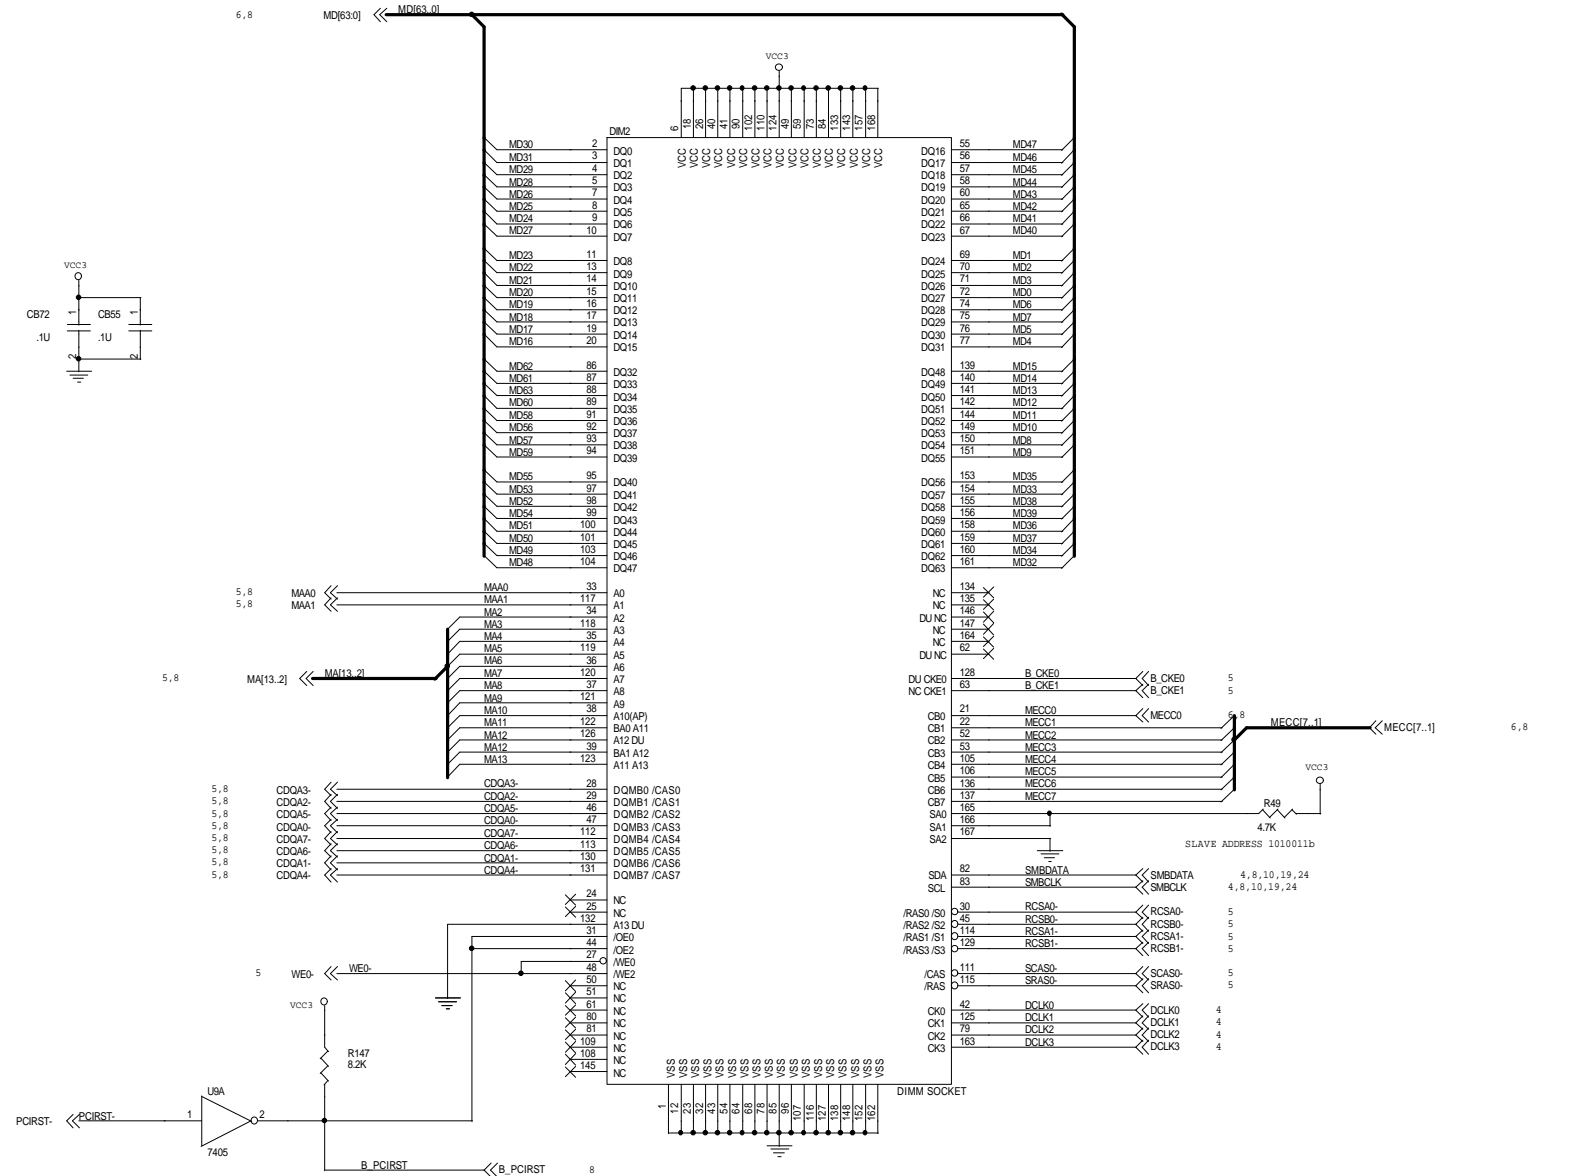 6,8 MD[63:0] MD[63..0]
VCC3
6 18 26 40 41 90 102 110 124 49 59 73 84 133 143 157 168
DIM2
VCC VCC VCC VCC VCC VCC VCC VCC VCC VCC VCC VCC VCC VCC VCC VCC VCC
MD30 2 DQ0 DQ16 55 MD47
MD31 3 DQ1 DQ17 56 MD46
MD29 4 DQ2 DQ18 57 MD45
MD28 5 DQ3 DQ19 58 MD44
MD26 7 DQ4 DQ20 60 MD43
MD25 8 DQ5 DQ21 65 MD42
MD24 9 DQ6 DQ22 66 MD41
MD27 10 DQ7 DQ23 67 MD40
MD23 11 DQ8 DQ24 69 MD1
MD22 13 DQ9 DQ25 70 MD2
MD21 14 DQ10 DQ26 71 MD3
MD20 15 DQ11 DQ27 72 MD0
MD19 16 DQ12 DQ28 74 MD6
MD18 17 DQ13 DQ29 75 MD7
MD17 19 DQ14 DQ30 76 MD5
MD16 20 DQ15 DQ31 77 MD4
VCC3
CB72 1 CB55 1
.1U .1U
2 2
MD62 86 DQ32 DQ48 139 MD15
MD61 87 DQ33 DQ49 140 MD14
MD63 88 DQ34 DQ50 141 MD13
MD60 89 DQ35 DQ51 142 MD12
MD58 91 DQ36 DQ52 144 MD11
MD56 92 DQ37 DQ53 149 MD10
MD57 93 DQ38 DQ54 150 MD8
MD59 94 DQ39 DQ55 151 MD9
MD55 95 DQ40 DQ56 153 MD35
MD53 97 DQ41 DQ57 154 MD33
MD52 98 DQ42 DQ58 155 MD38
MD54 99 DQ43 DQ59 156 MD39
MD51 100 DQ44 DQ60 158 MD36
MD50 101 DQ45 DQ61 159 MD37
MD49 103 DQ46 DQ62 160 MD34
MD48 104 DQ47 DQ63 161 MD32
5,8 MAA0 MAA0 33 A0 NC 134
5,8 MAA1 MAA1 117 A1 NC 135
MA2 34 A2 DU NC 146
MA3 118 A3 NC 147
MA4 35 A4 NC 164
MA5 119 A5 DU NC 62
MA6 36 A6
5,8 MA[13..2] MA[13..2] MA7 120 A7 DU CKE0 128 B_CKE0 B_CKE0 5
MA8 37 A8 NC CKE1 63 B_CKE1 B_CKE1 5
MA9 121 A9
MA10 38 A10(AP) CB0 21 MECC0 MECC0 6,8
MA11 122 BA0 A11 CB1 22 MECC1 MECC[7..1] MECC[7..1] 6,8
MA12 126 A12 DU CB2 52 MECC2
MA12 39 BA1 A12 CB3 53 MECC3
MA13 123 A11 A13 CB4 105 MECC4
CB5 106 MECC5
VCC3
5,8 CDQA3- CDQA3- 28 DQMB0 /CAS0 CB6 136 MECC6
5,8 CDQA2- CDQA2- 29 DQMB1 /CAS1 CB7 137 MECC7
5,8 CDQA5- CDQA5- 46 DQMB2 /CAS2 SA0 165 R49
5,8 CDQA0- CDQA0- 47 DQMB3 /CAS3 SA1 166 4.7K
5,8 CDQA7- CDQA7- 112 DQMB4 /CAS4 SA2 167
SLAVE ADDRESS 1010011b
5,8 CDQA6- CDQA6- 113 DQMB5 /CAS5
5,8 CDQA1- CDQA1- 130 DQMB6 /CAS6
5,8 CDQA4- CDQA4- 131 DQMB7 /CAS7 SDA 82 SMBDATA SMBDATA 4,8,10,19,24
SCL 83 SMBCLK SMBCLK 4,8,10,19,24
24 NC
25 NC /RAS0 /S0 30 RCSA0- RCSA0- 5
132 A13 DU /RAS2 /S2 45 RCSB0- RCSB0- 5
31 /OE0 /RAS1 /S1 114 RCSA1- RCSA1- 5
44 /OE2 /RAS3 /S3 129 RCSB1- RCSB1- 5
27 /WE0
5 WE0- WE0- 48 /WE2 /CAS 111 SCAS0- SCAS0- 5
50 NC /RAS 115 SRAS0- SRAS0- 5
51 NC
VCC3
61 NC CK0 42 DCLK0 DCLK0 4
80 NC CK1 125 DCLK1 DCLK1 4
81 NC CK2 79 DCLK2 DCLK2 4
109 NC CK3 163 DCLK3 DCLK3 4
108 NC
145 NC
R147
8.2K
VSS VSS VSS VSS VSS VSS VSS VSS VSS VSS VSS VSS VSS VSS VSS VSS VSS VSS
DIMM SOCKET
1 12 23 32 43 54 64 68 78 85 96 107 116 127 138 148 152 162
U9A
PCIRST- PCIRST- 1 2
7405
B_PCIRST B_PCIRST 8